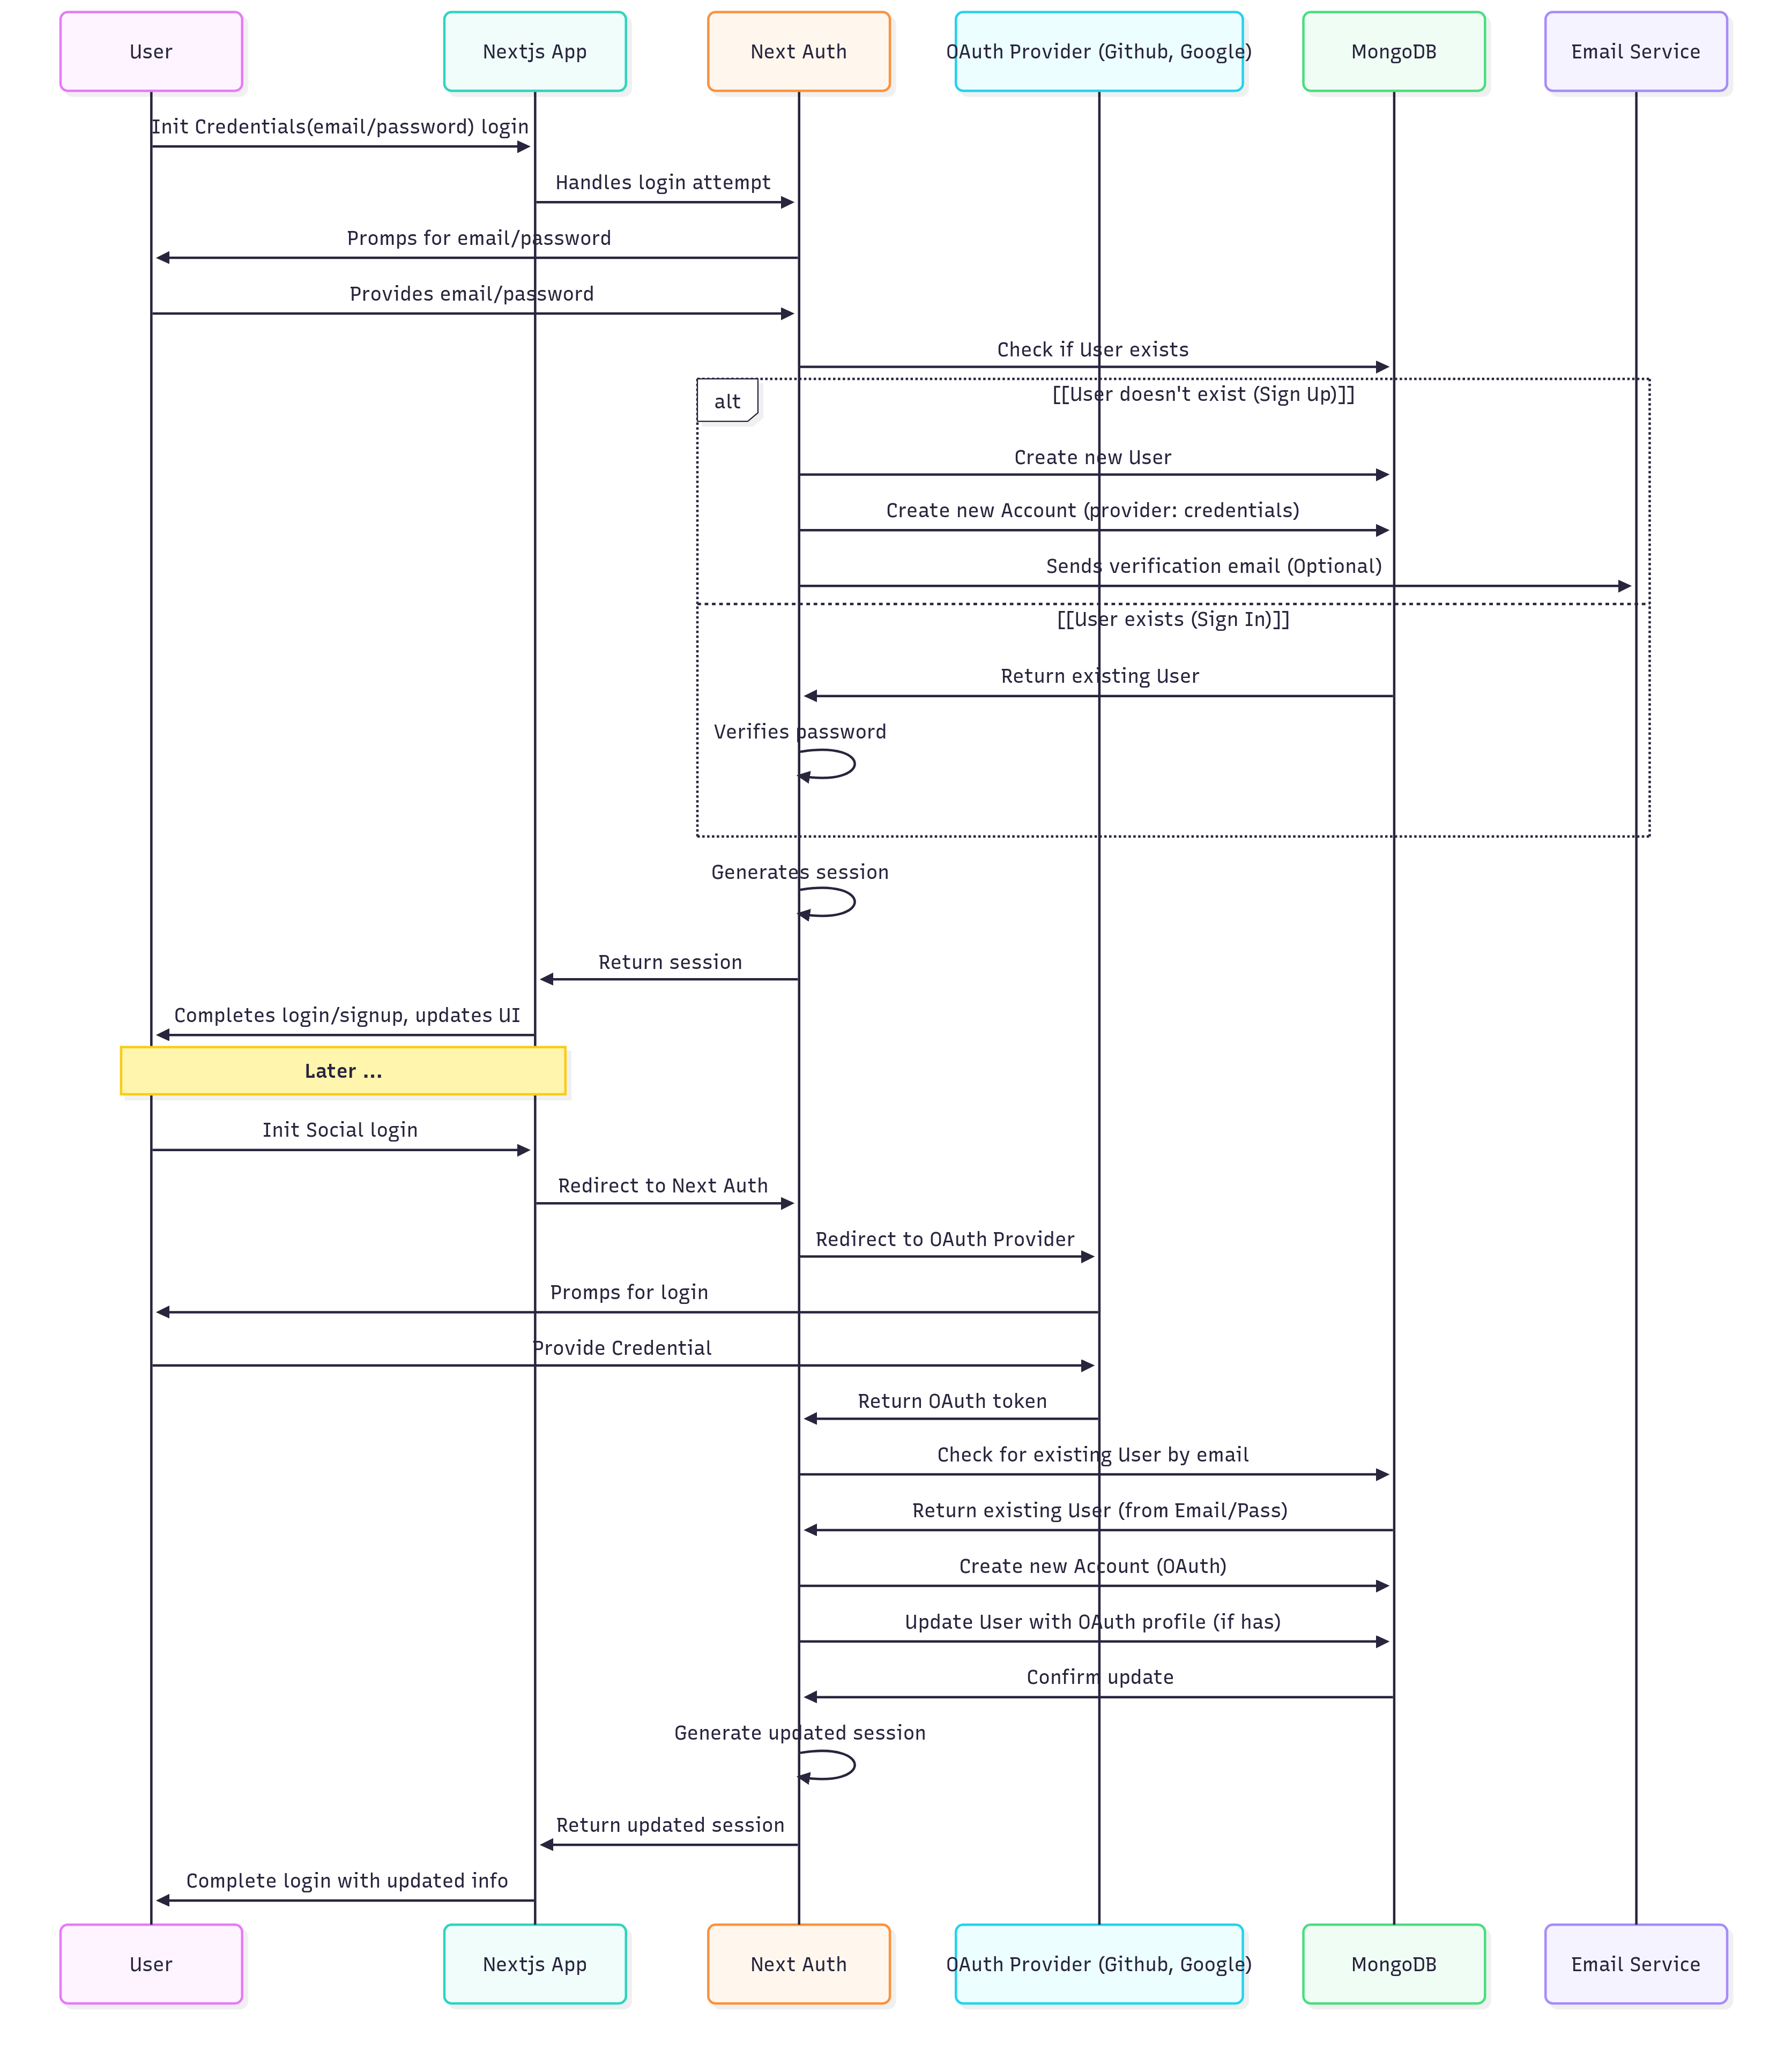 User
Nextjs App
Next Auth
OAuth Provider (Github, Google)
MongoDB
Email Service
Init Credentials(email/password) login
Handles login attempt
Promps for email/password
Provides email/password
Check if User exists
alt
[[User doesn't exist (Sign Up)]]
Create new User
Create new Account (provider: credentials)
Sends verification email (Optional)
[[User exists (Sign In)]]
Return existing User
Verifies password
Generates session
Return session
Completes login/signup, updates UI
Later ...
Init Social login
Redirect to Next Auth
Redirect to OAuth Provider
Promps for login
Provide Credential
Return OAuth token
Check for existing User by email
Return existing User (from Email/Pass)
Create new Account (OAuth)
Update User with OAuth profile (if has)
Confirm update
Generate updated session
Return updated session
Complete login with updated info
User
Nextjs App
Next Auth
OAuth Provider (Github, Google)
MongoDB
Email Service